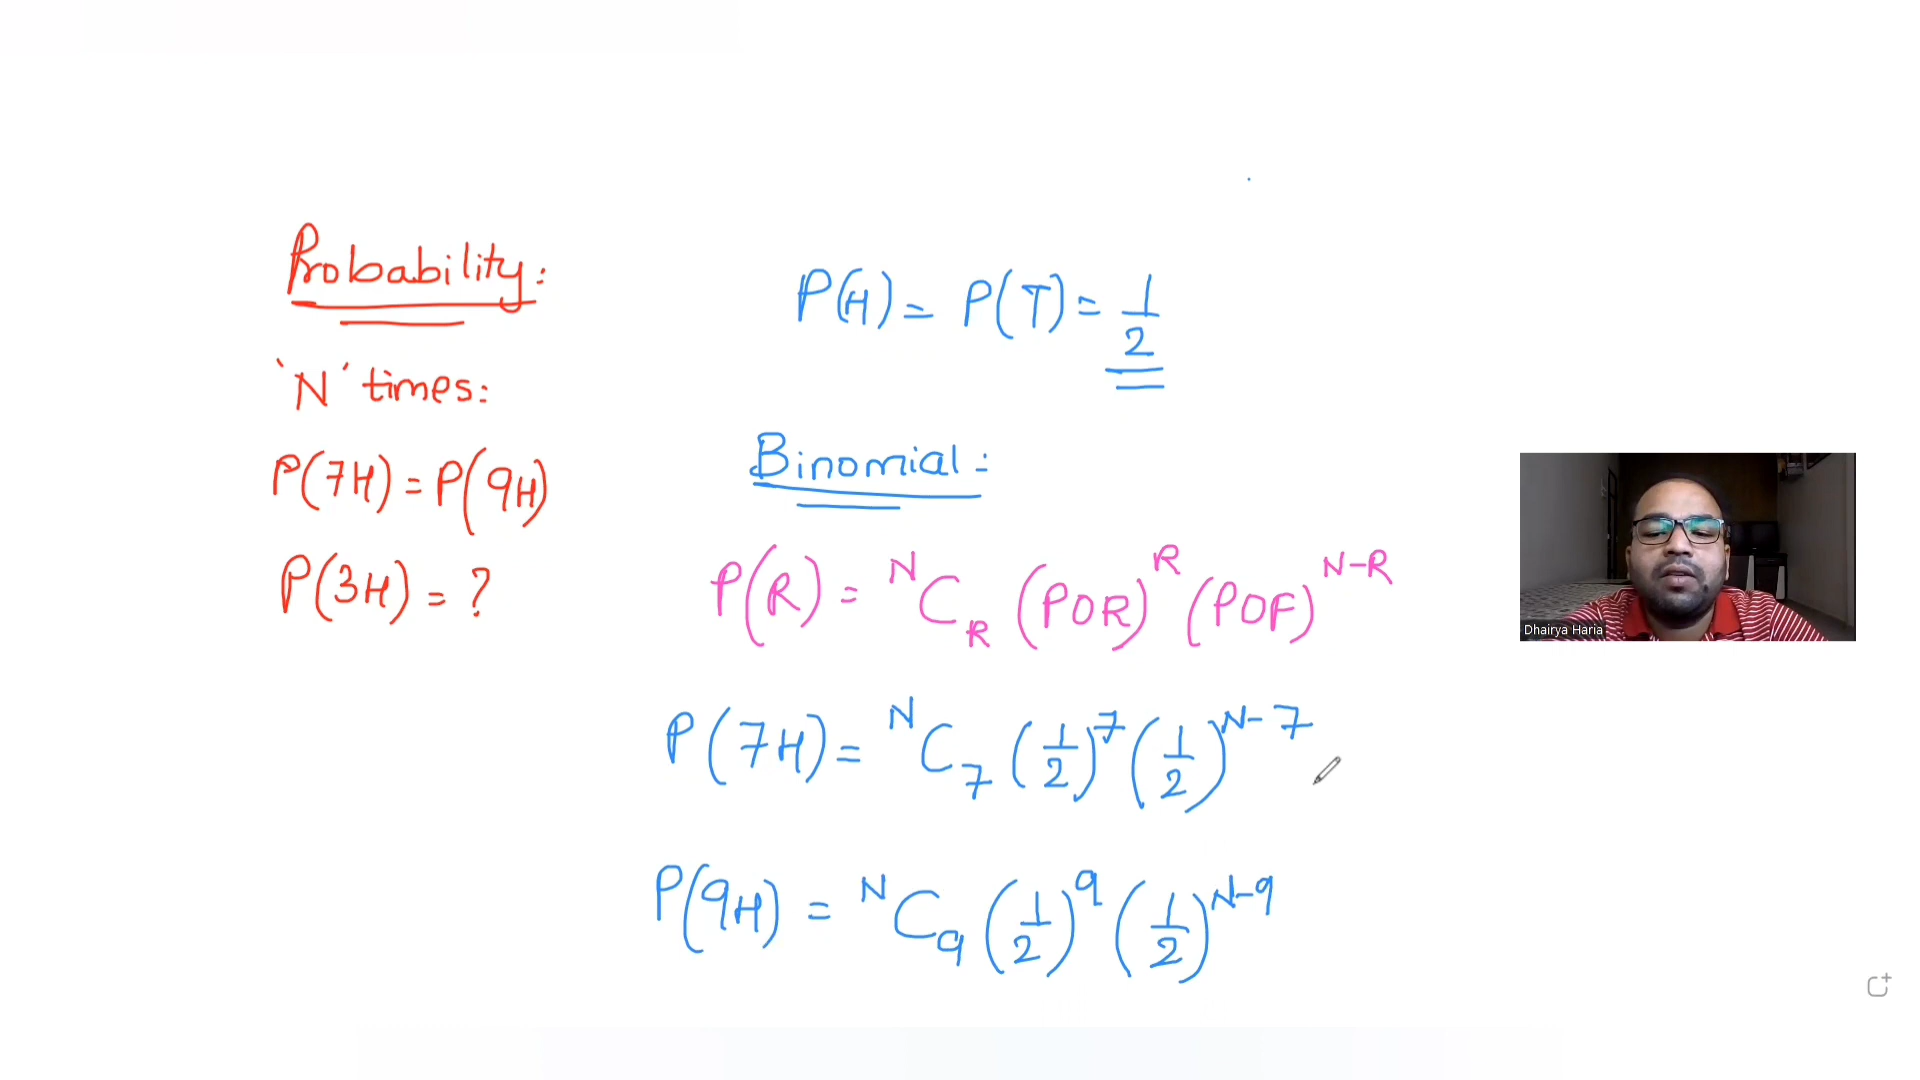 Probability:
'N' times:
P(7H) = P(9H)
P(3H) = ?
P(H) = P(T) = 1/2
Binomial:
P(R) = ᴺC_R (POR)^R (POF)^(N-R)
P(7H) = ᴺC₇ (1/2)^7 (1/2)^(N-7)
P(9H) = ᴺC₉ (1/2)^9 (1/2)^(N-9)
Dhairya Haria